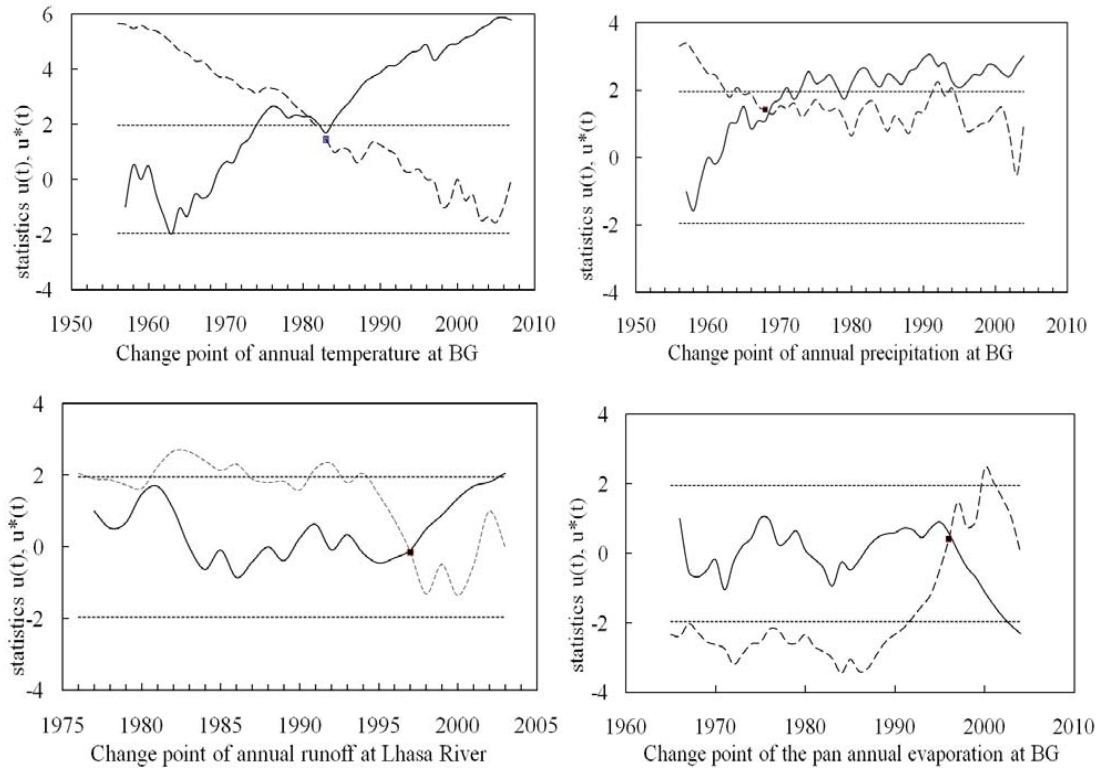 statistics u(t), u*(t)
6
4
2
0
-2
-4
1950 1960 1970 1980 1990 2000 2010
Change point of annual temperature at BG
statistics u(t), u*(t)
4
2
0
-2
-4
1950 1960 1970 1980 1990 2000 2010
Change point of annual precipitation at BG
statistics u(t), u*(t)
4
2
0
-2
-4
1975 1980 1985 1990 1995 2000 2005
Change point of annual runoff at Lhasa River
statistics u(t), u*(t)
4
2
0
-2
-4
1960 1970 1980 1990 2000 2010
Change point of the pan annual evaporation at BG